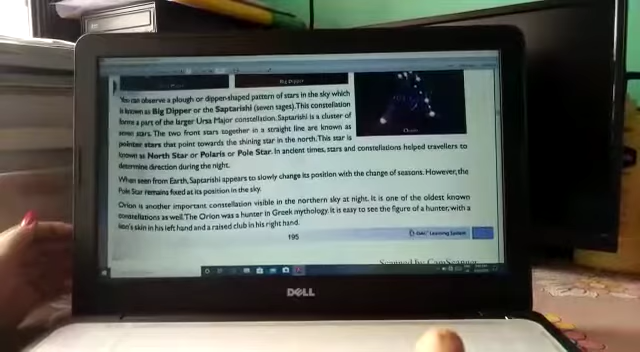 Big Dipper
You can observe a plough or dipper-shaped pattern of stars in the sky which
is known as Big Dipper or the Saptarishi (seven sages). This constellation
forms a part of the larger Ursa Major constellation. Saptarishi is a cluster of
seven stars. The two front stars together in a straight line are known as
pointer stars that point towards the shining star in the north. This star is
known as North Star or Polaris or Pole Star. In ancient times, stars and constellations helped travellers to
determine direction during the night.
Orion
When seen from Earth, Saptarishi appears to slowly change its position with the change of seasons. However, the
Pole Star remains fixed at its position in the sky.
Orion is another important constellation visible in the northern sky at night. It is one of the oldest known
constellations as well. The Orion was a hunter in Greek mythology. It is easy to see the figure of a hunter, with a
lion's skin in his left hand and a raised club in his right hand.
195
Learning System
Scanned by CamScanner
DELL